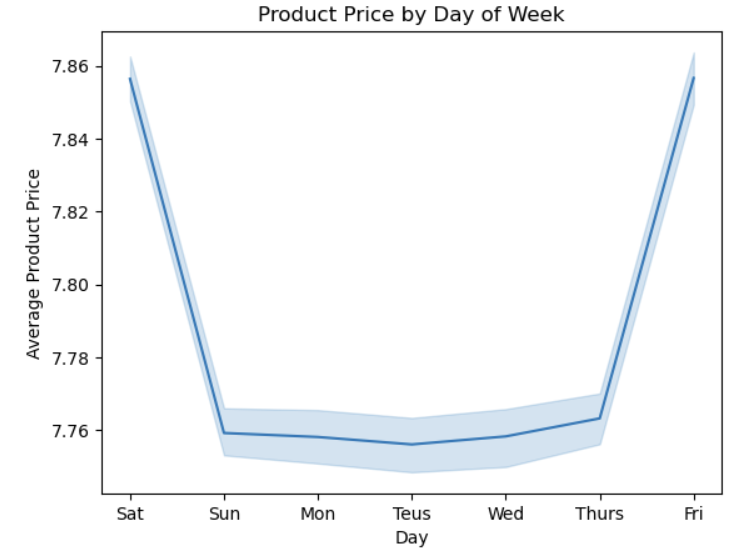 Product Price by Day of Week
Average Product Price
7.86
7.84
7.82
7.80
7.78
7.76
Sat Sun Mon Teus Wed Thurs Fri
Day